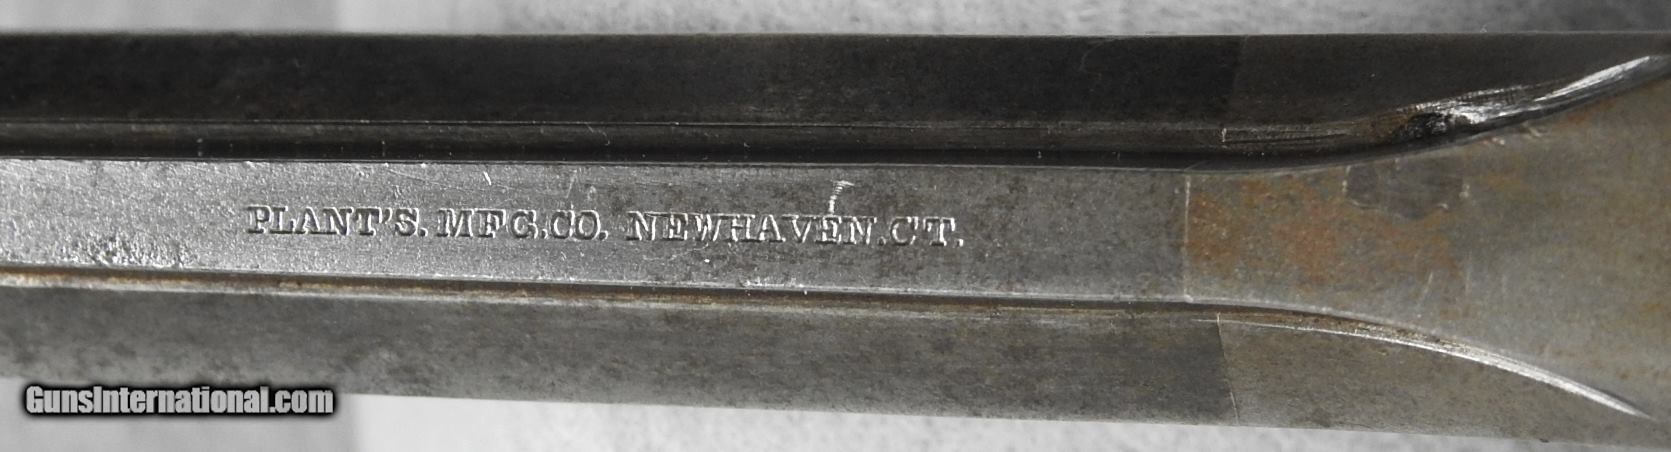 PLANT'S. MFG. CO. NEWHAVEN. CT.
GunsInternational.com